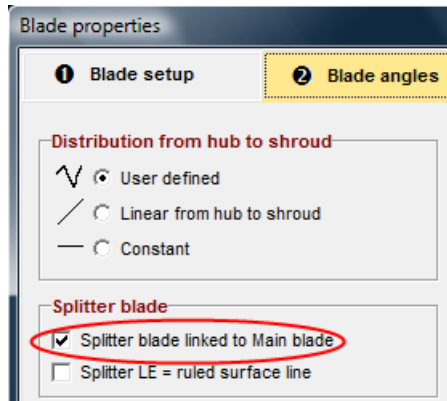 Blade properties
❶ Blade setup
❷ Blade angles
Distribution from hub to shroud
User defined
Linear from hub to shroud
Constant
Splitter blade
Splitter blade linked to Main blade
Splitter LE = ruled surface line